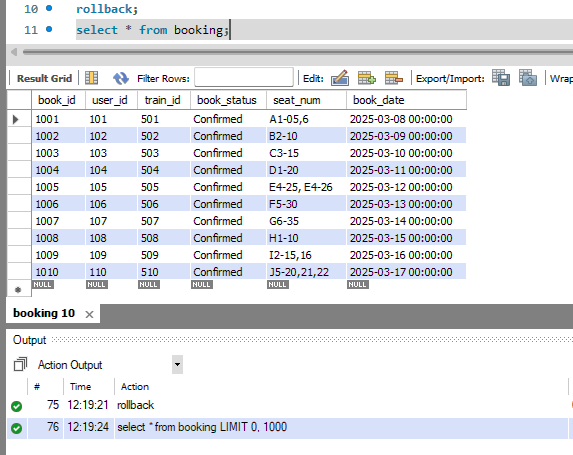 10 rollback;
11 select * from booking;
Result Grid Filter Rows: Edit: Export/Import: Wrap
book_id user_id train_id book_status seat_num book_date
1001 101 501 Confirmed A1-05,6 2025-03-08 00:00:00
1002 102 502 Confirmed B2-10 2025-03-09 00:00:00
1003 103 503 Confirmed C3-15 2025-03-10 00:00:00
1004 104 504 Confirmed D1-20 2025-03-11 00:00:00
1005 105 505 Confirmed E4-25, E4-26 2025-03-12 00:00:00
1006 106 506 Confirmed F5-30 2025-03-13 00:00:00
1007 107 507 Confirmed G6-35 2025-03-14 00:00:00
1008 108 508 Confirmed H1-10 2025-03-15 00:00:00
1009 109 509 Confirmed I2-15,16 2025-03-16 00:00:00
1010 110 510 Confirmed J5-20,21,22 2025-03-17 00:00:00
NULL NULL NULL NULL NULL NULL
booking 10
Output
Action Output
# Time Action
75 12:19:21 rollback
76 12:19:24 select * from booking LIMIT 0, 1000